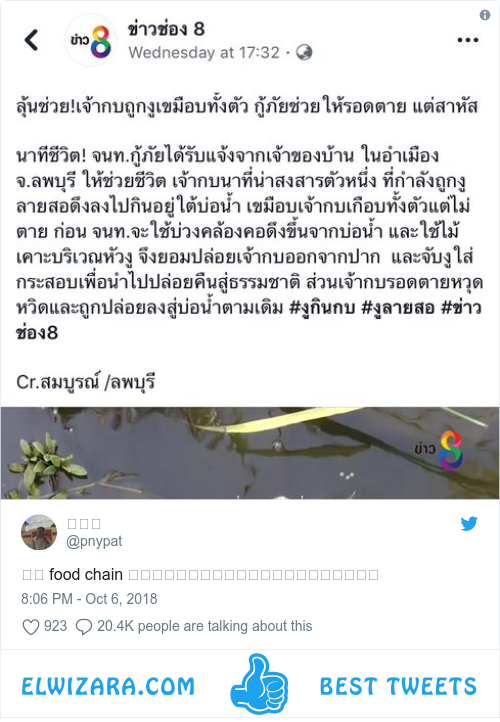 ข่าว 8 ข่าวช่อง 8
Wednesday at 17:32 ·
ลุ้นช่วย!เจ้ากบถูกงูเขมือบทั้งตัว กู้ภัยช่วยให้รอดตาย แต่สาหัส
นาทีชีวิต! จนท.กู้ภัยได้รับแจ้งจากเจ้าของบ้าน ในอำเมือง
จ.ลพบุรี ให้ช่วยชีวิต เจ้ากบนาที่น่าสงสารตัวหนึ่ง ที่กำลังถูกงู
ลายสอดึงลงไปกินอยู่ใต้บ่อน้ำ เขมือบเจ้ากบเกือบทั้งตัวแต่ไม่
ตาย ก่อน จนท.จะใช้บ่วงคล้องคอดึงขึ้นจากบ่อน้ำ และใช้ไม้
เคาะบริเวณหัวงู จึงยอมปล่อยเจ้ากบออกจากปาก และจับงูใส่
กระสอบเพื่อนำไปปล่อยคืนสู่ธรรมชาติ ส่วนเจ้ากบรอดตายหวุด
หวิดและถูกปล่อยลงสู่บ่อน้ำตามเดิม #งูกินกบ #งูลายสอ #ข่าว
ช่อง8
Cr.สมบูรณ์ /ลพบุรี
ข่าว 8
@pnypat
food chain
8:06 PM - Oct 6, 2018
923 20.4K people are talking about this
ELWIZARA.COM BEST TWEETS